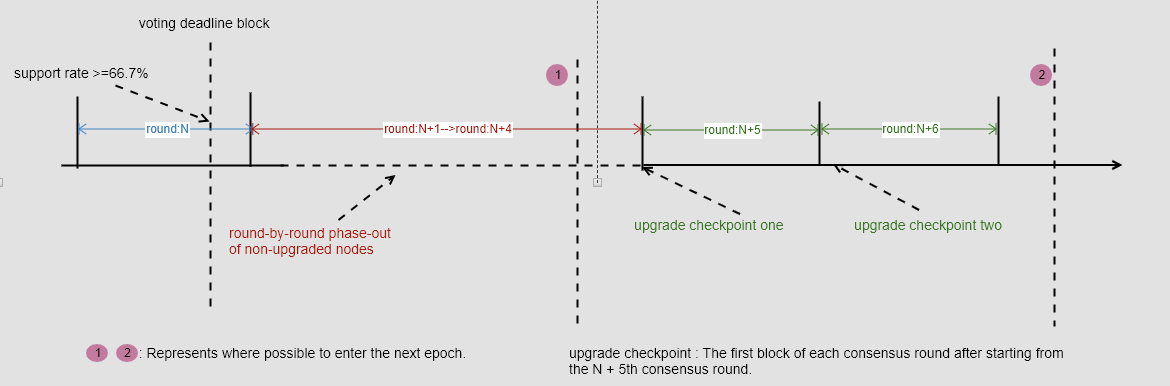 voting deadline block
support rate >=66.7%
1
2
round:N
round:N+1-->round:N+4
round:N+5
round:N+6
round-by-round phase-out
of non-upgraded nodes
upgrade checkpoint one
upgrade checkpoint two
1 2 : Represents where possible to enter the next epoch.
upgrade checkpoint : The first block of each consensus round after starting from
the N + 5th consensus round.